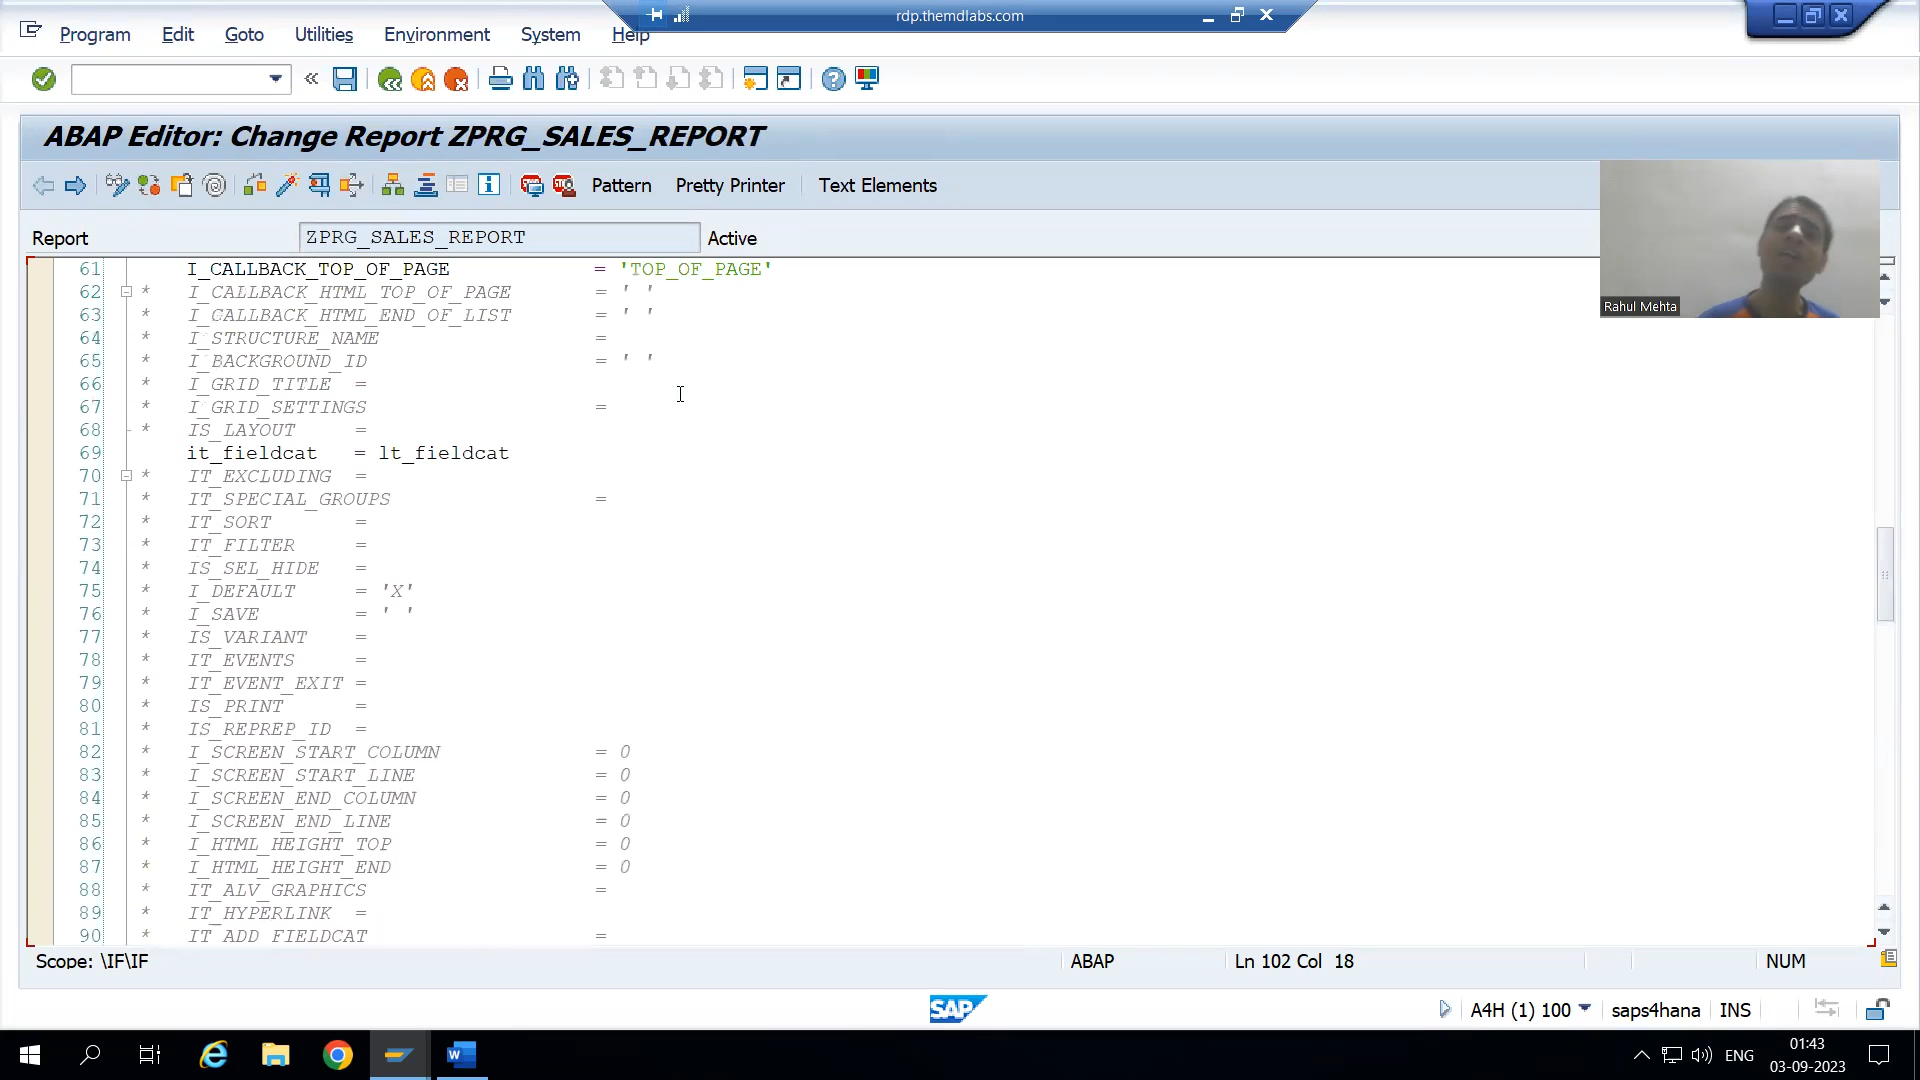 rdp.themdlabs.com
Program Edit Goto Utilities Environment System Help
ABAP Editor: Change Report ZPRG_SALES_REPORT
Pattern Pretty Printer Text Elements
Report ZPRG_SALES_REPORT Active
Rahul Mehta
61 I_CALLBACK_TOP_OF_PAGE = 'TOP_OF_PAGE'
62 * I_CALLBACK_HTML_TOP_OF_PAGE = ' '
63 * I_CALLBACK_HTML_END_OF_LIST = ' '
64 * I_STRUCTURE_NAME =
65 * I_BACKGROUND_ID = ' '
66 * I_GRID_TITLE =
67 * I_GRID_SETTINGS =
68 * IS_LAYOUT =
69 it_fieldcat = lt_fieldcat
70 * IT_EXCLUDING =
71 * IT_SPECIAL_GROUPS =
72 * IT_SORT =
73 * IT_FILTER =
74 * IS_SEL_HIDE =
75 * I_DEFAULT = 'X'
76 * I_SAVE = ' '
77 * IS_VARIANT =
78 * IT_EVENTS =
79 * IT_EVENT_EXIT =
80 * IS_PRINT =
81 * IS_REPREP_ID =
82 * I_SCREEN_START_COLUMN = 0
83 * I_SCREEN_START_LINE = 0
84 * I_SCREEN_END_COLUMN = 0
85 * I_SCREEN_END_LINE = 0
86 * I_HTML_HEIGHT_TOP = 0
87 * I_HTML_HEIGHT_END = 0
88 * IT_ALV_GRAPHICS =
89 * IT_HYPERLINK =
90 * IT_ADD_FIELDCAT =
Scope: \IF\IF ABAP Ln 102 Col 18 NUM
SAP A4H (1) 100 saps4hana INS
ENG 01:43
03-09-2023